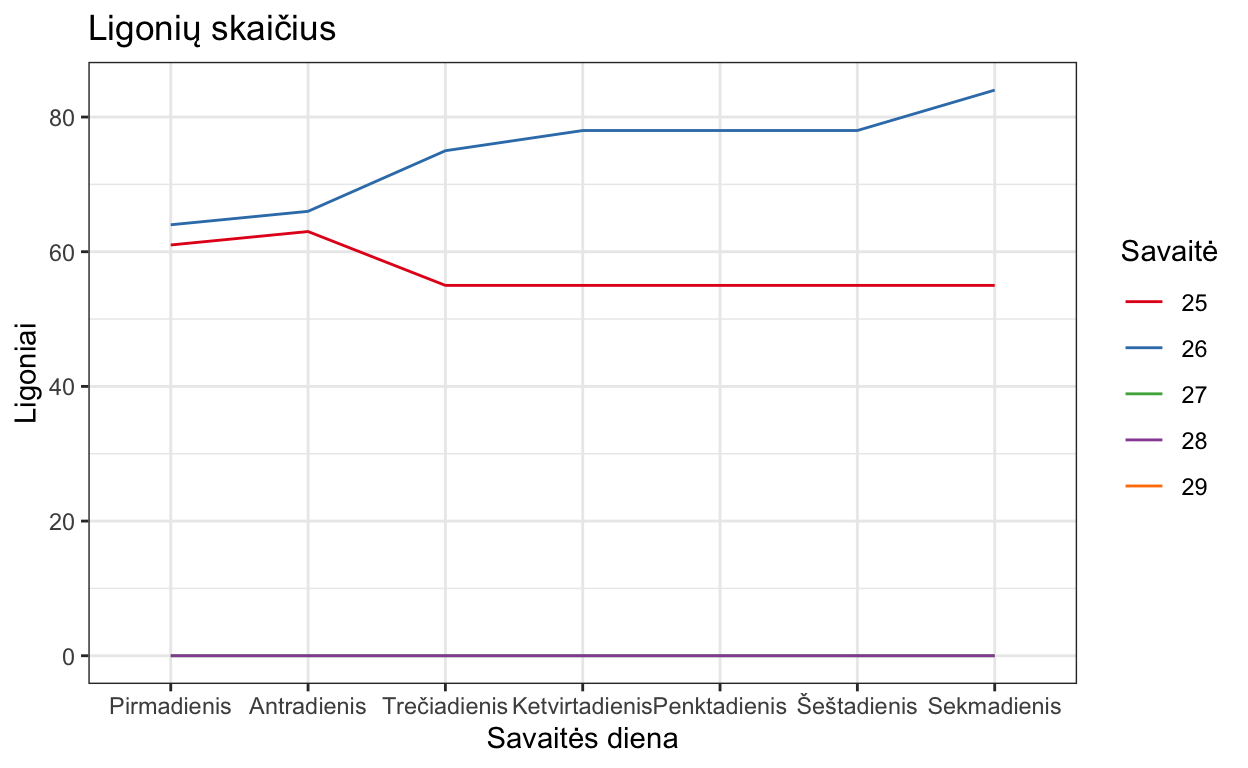 Ligonių skaičius
80
60
40
20
0
Ligoniai
Pirmadienis Antradienis Trečiadienis Ketvirtadienis Penktadienis Šeštadienis Sekmadienis
Savaitės diena
Savaitė
25
26
27
28
29